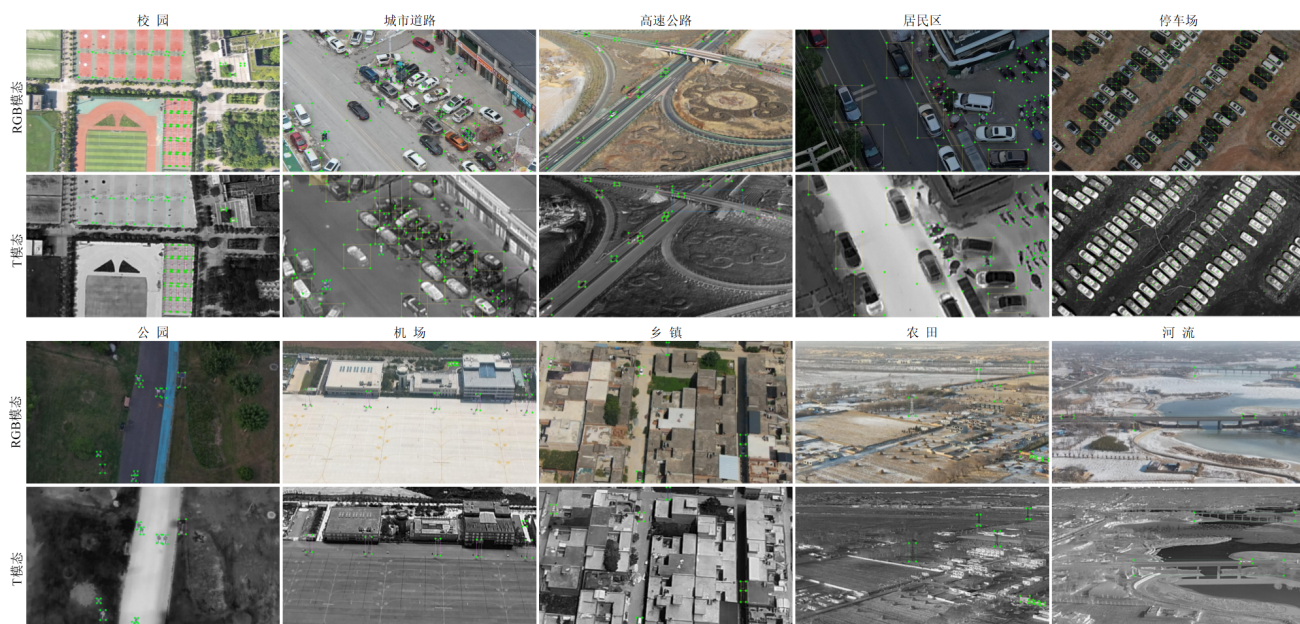 校 园 城市道路 高速公路 居民区 停车场
RGB模态
T模态
公 园 机 场 乡 镇 农 田 河 流
RGB模态
T模态